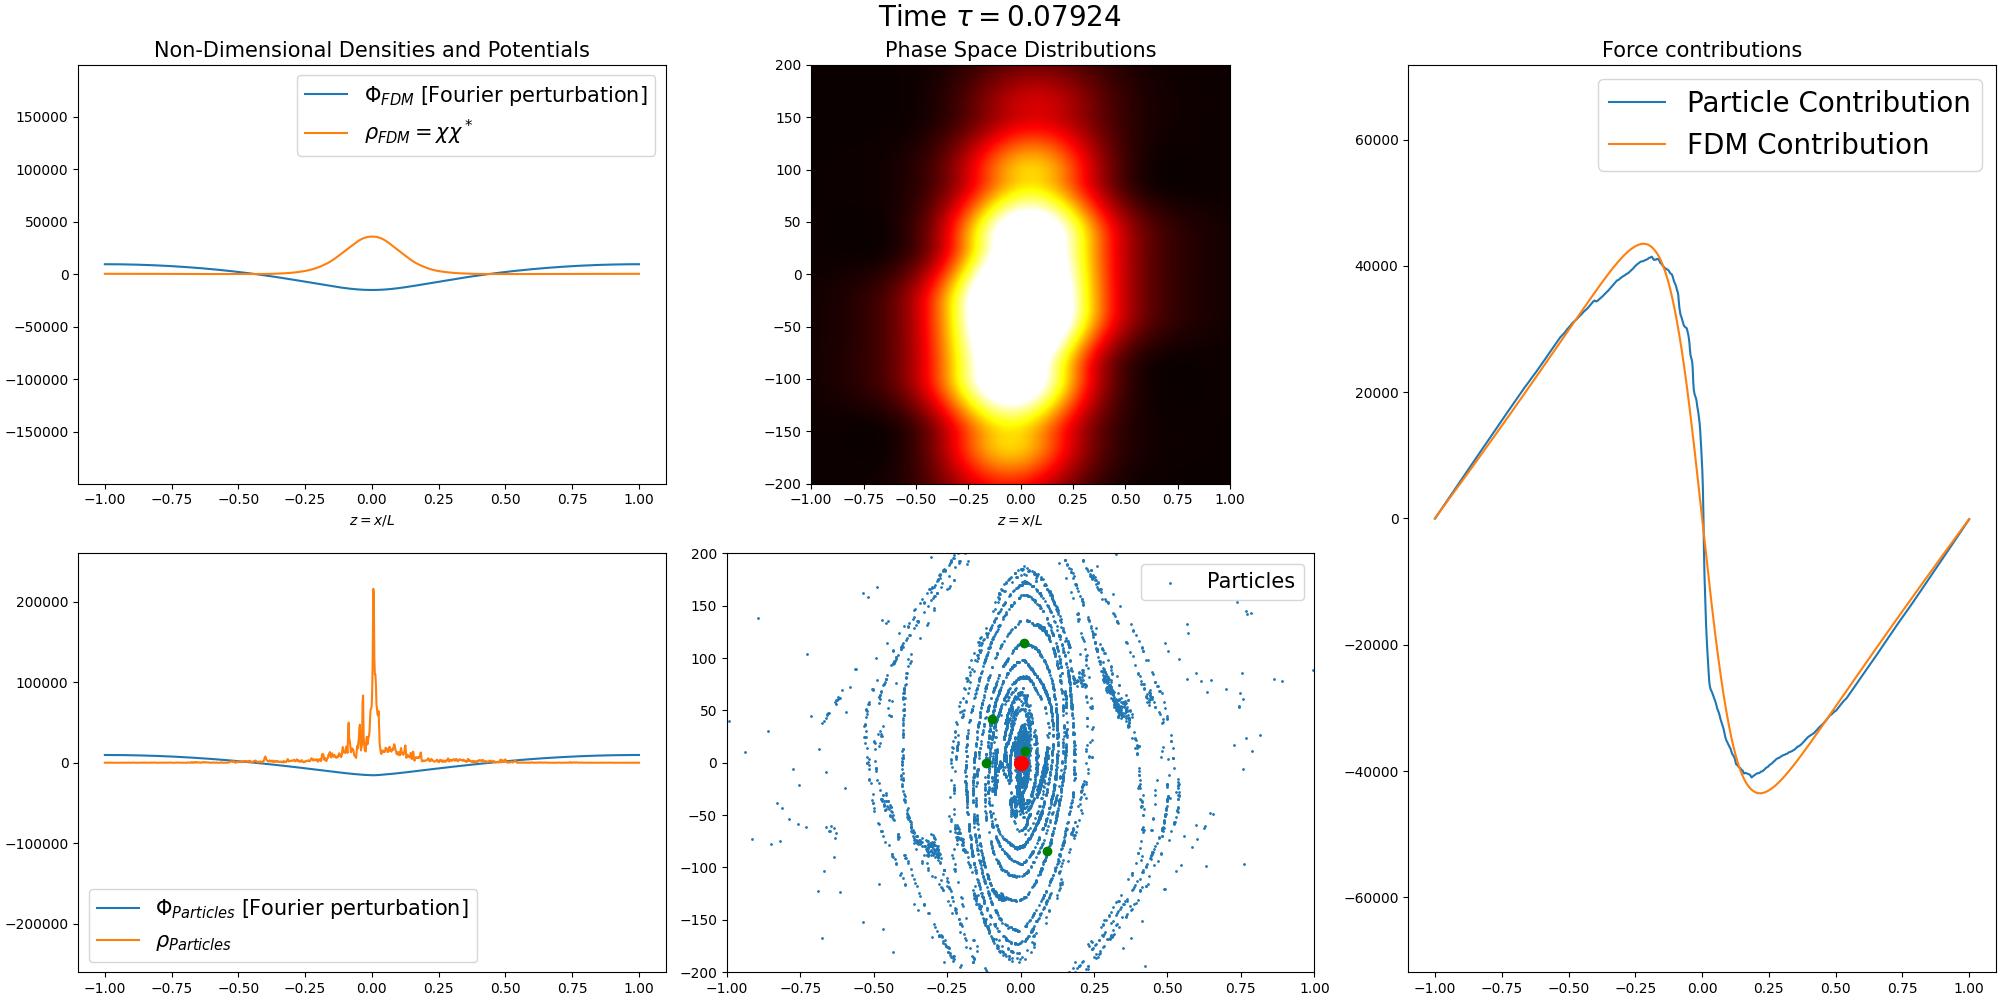 Time τ = 0.07924
Non-Dimensional Densities and Potentials
Φ_FDM [Fourier perturbation]
ρ_FDM = χχ*
150000
100000
50000
0
−50000
−100000
−150000
−1.00 −0.75 −0.50 −0.25 0.00 0.25 0.50 0.75 1.00
z = x/L
Phase Space Distributions
200
150
100
50
0
−50
−100
−150
−200
−1.00 −0.75 −0.50 −0.25 0.00 0.25 0.50 0.75 1.00
z = x/L
Force contributions
Particle Contribution
FDM Contribution
60000
40000
20000
0
−20000
−40000
−60000
−1.00 −0.75 −0.50 −0.25 0.00 0.25 0.50 0.75 1.00
200000
100000
0
−100000
−200000
Φ_Particles [Fourier perturbation]
ρ_Particles
−1.00 −0.75 −0.50 −0.25 0.00 0.25 0.50 0.75 1.00
Particles
200
150
100
50
0
−50
−100
−150
−200
−1.00 −0.75 −0.50 −0.25 0.00 0.25 0.50 0.75 1.00